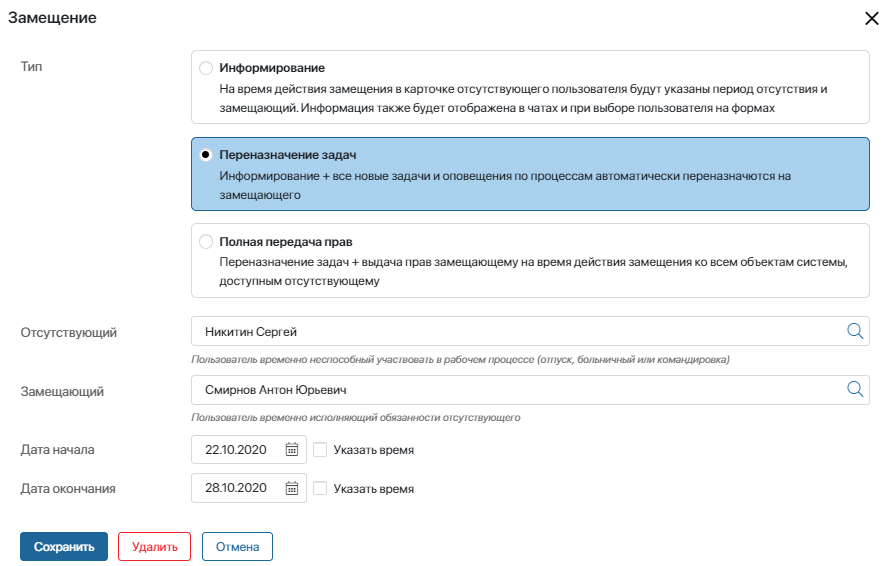 Замещение
Тип
Информирование
На время действия замещения в карточке отсутствующего пользователя будут указаны период отсутствия и
замещающий. Информация также будет отображена в чатах и при выборе пользователя на формах
Переназначение задач
Информирование + все новые задачи и оповещения по процессам автоматически переназначются на
замещающего
Полная передача прав
Переназначение задач + выдача прав замещающему на время действия замещения ко всем объектам системы,
доступным отсутствующему
Отсутствующий
Никитин Сергей
Пользователь временно неспособный участвовать в рабочем процессе (отпуск, больничный или командировка)
Замещающий
Смирнов Антон Юрьевич
Пользователь временно исполняющий обязанности отсутствующего
Дата начала 22.10.2020 Указать время
Дата окончания 28.10.2020 Указать время
Сохранить Удалить Отмена